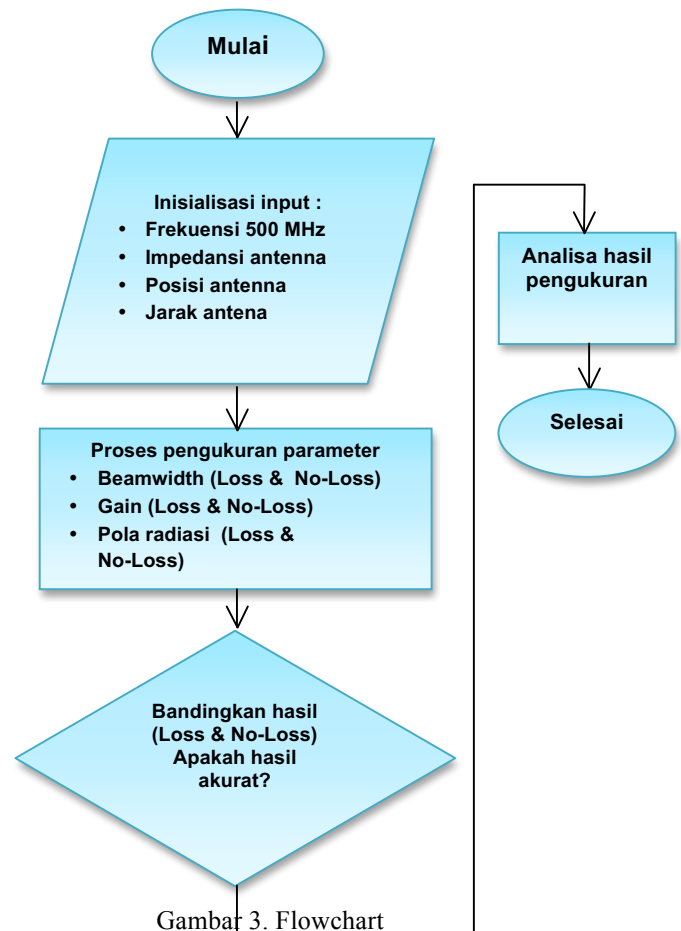 Mulai
Inisialisasi input :
• Frekuensi 500 MHz
• Impedansi antenna
• Posisi antenna
• Jarak antena
Proses pengukuran parameter
• Beamwidth (Loss & No-Loss)
• Gain (Loss & No-Loss)
• Pola radiasi (Loss &
No-Loss)
Bandingkan hasil
(Loss & No-Loss)
Apakah hasil
akurat?
Analisa hasil
pengukuran
Selesai
Gambar 3. Flowchart